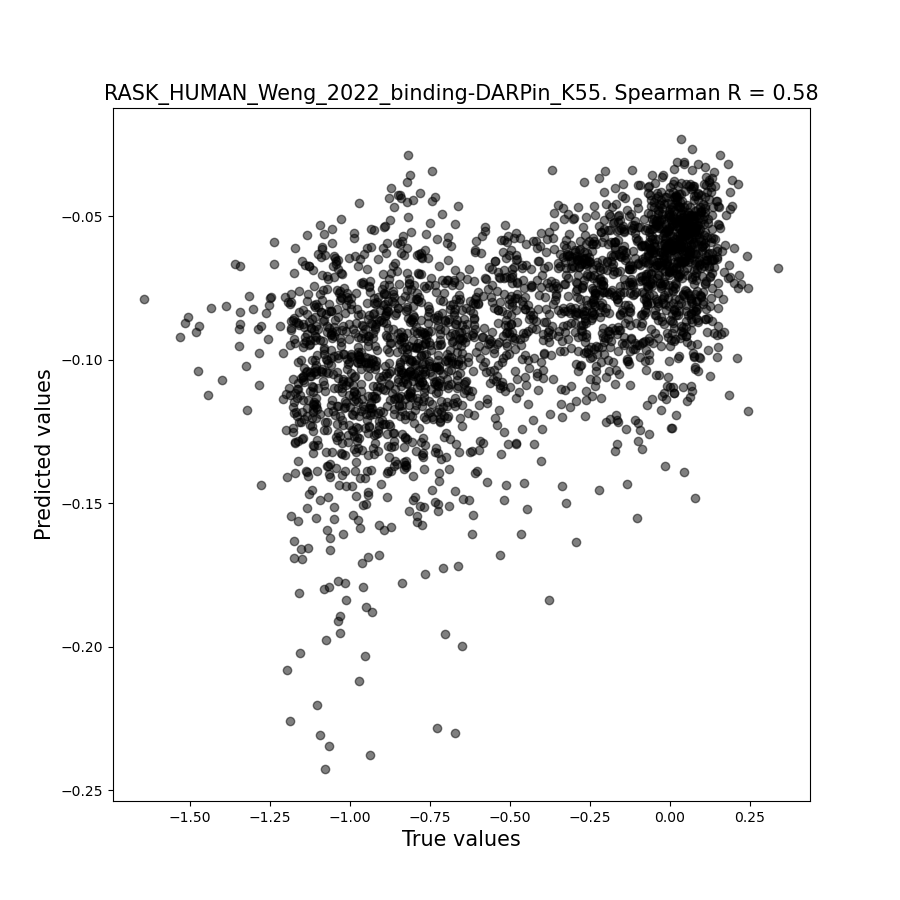 RASK_HUMAN_Weng_2022_binding-DARPin_K55. Spearman R = 0.58
−0.05
−0.10
−0.15
−0.20
−0.25
Predicted values
−1.50 −1.25 −1.00 −0.75 −0.50 −0.25 0.00 0.25
True values